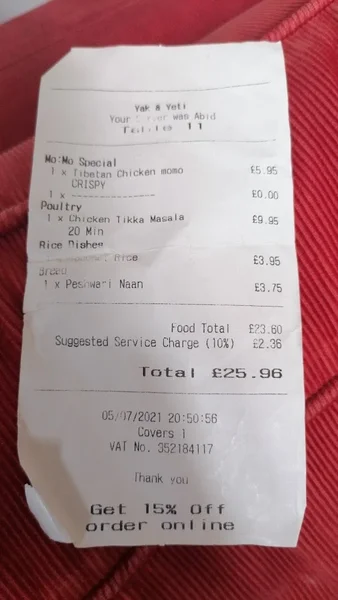 Yak & Yeti
Your Server was Abid
Table 11
Mo:Mo Special
1 x Tibetan Chicken momo £5.95
CRISPY
1 x ------------------ £0.00
Poultry
1 x Chicken Tikka Masala £9.95
20 Min
Rice Dishes
Rice £3.95
Bread
1 x Peshwari Naan £3.75
Food Total £23.60
Suggested Service Charge (10%) £2.36
Total £25.96
05/07/2021 20:50:56
Covers 1
VAT No. 352184117
Thank you
Get 15% Off
order online